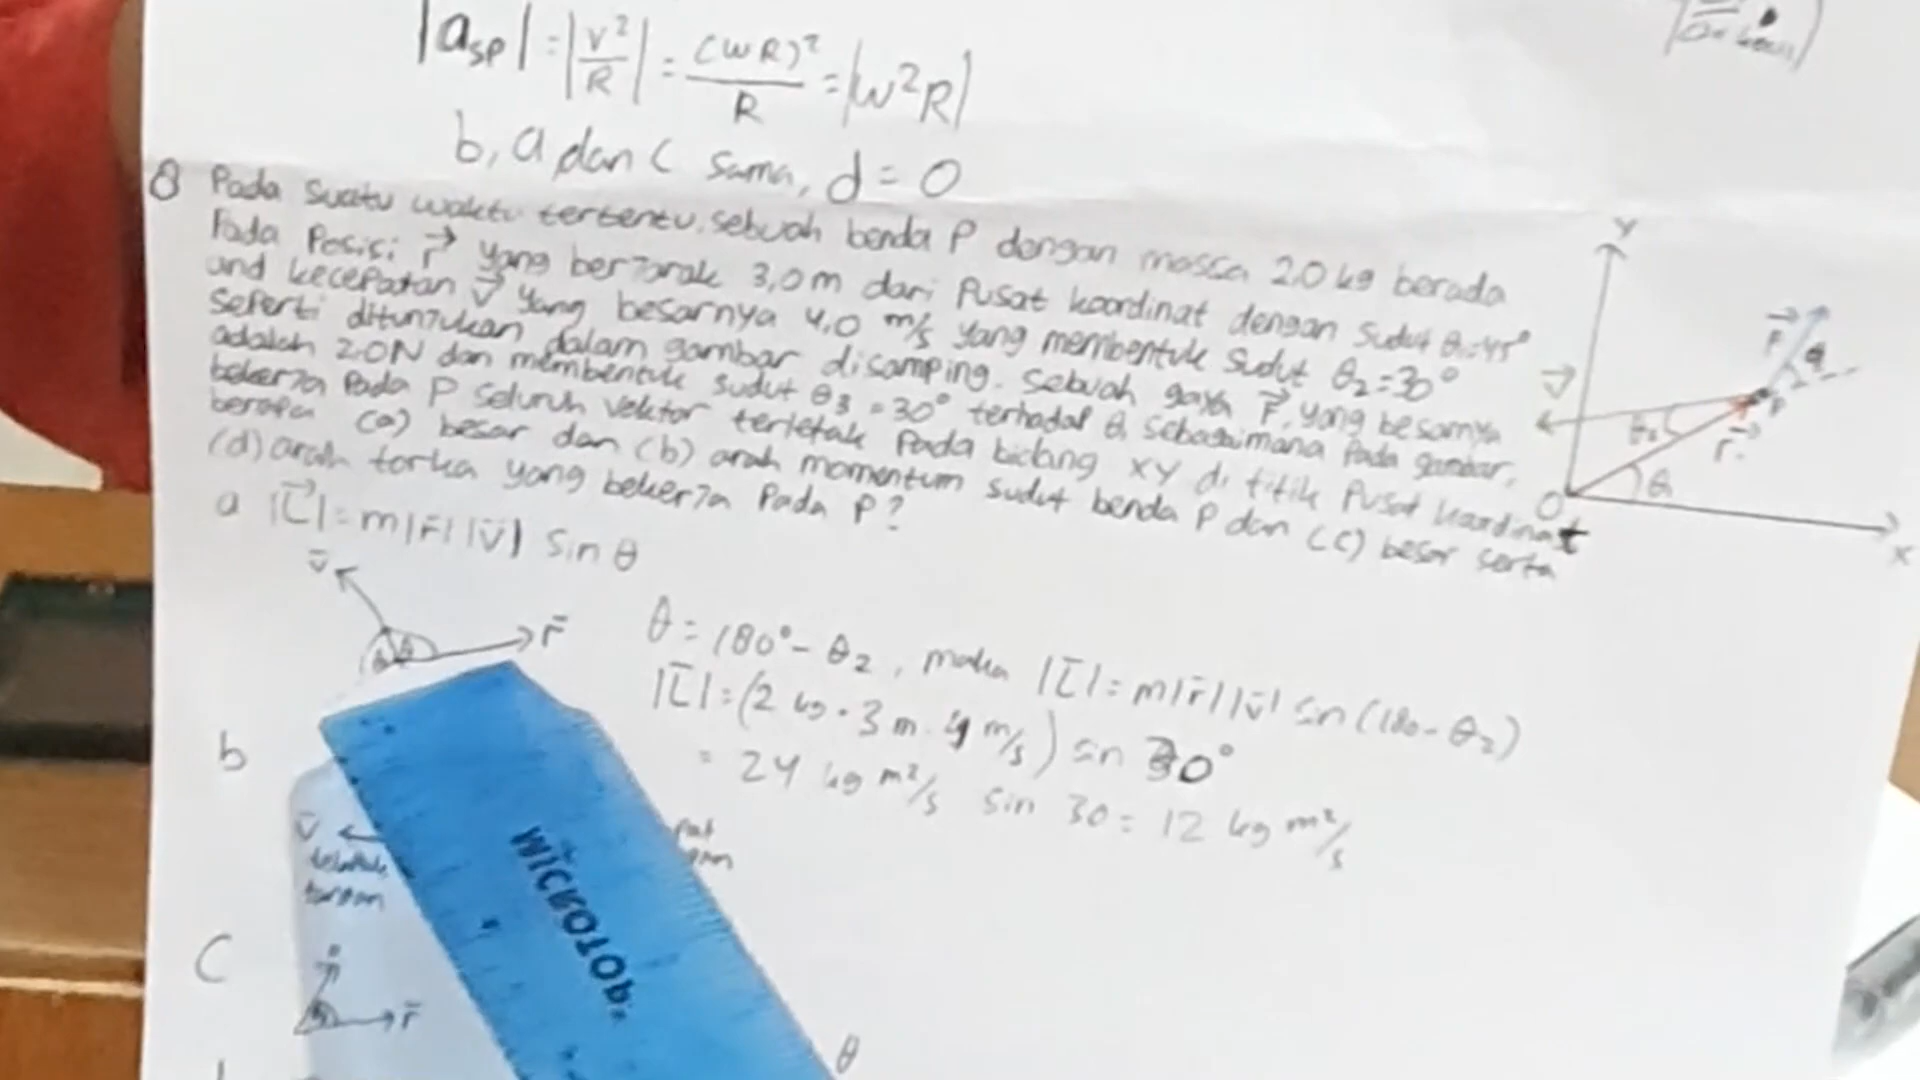 |a_sp| = |v²/R| = (ωR)²/R = |ω²R|
b, a dan c sama, d = 0
8 Pada suatu waktu tertentu, sebuah benda P dengan massa 2.0 kg berada
Pada Posisi r⃗ yang berjarak 3,0 m dari Pusat koordinat dengan sudut θ₁=45°
and kecepatan v⃗ yang besarnya 4,0 m/s yang membentuk sudut θ₂=30°
seperti ditunjukan dalam gambar disamping. Sebuah gaya F⃗, yang besarnya
adalah 2.0N dan membentuk sudut θ₃ = 30° terhadap θ, sebagaimana pada gambar,
bekerja Pada P seluruh vektor terletak Pada bidang XY di titik Pusat koordinat
berapa (a) besar dan (b) arah momentum sudut benda P dan (c) besar serta
(d) arah torka yang bekerja Pada P?
Y
F⃗
θ
P
v⃗
θ₂
r⃗
θ₁
O
X
a |L⃗| = m|r̄||v̄| sin θ
v̄
r̄
θ = 180° - θ₂, maka |L̄| = m|r̄||v̄| sin(180-θ₂)
|L̄| = (2 kg · 3 m · 4 m/s) sin 30°
= 24 kg m²/s sin 30 = 12 kg m²/s
b
v̄
tangan
MICROTOP
C
r̄
θ